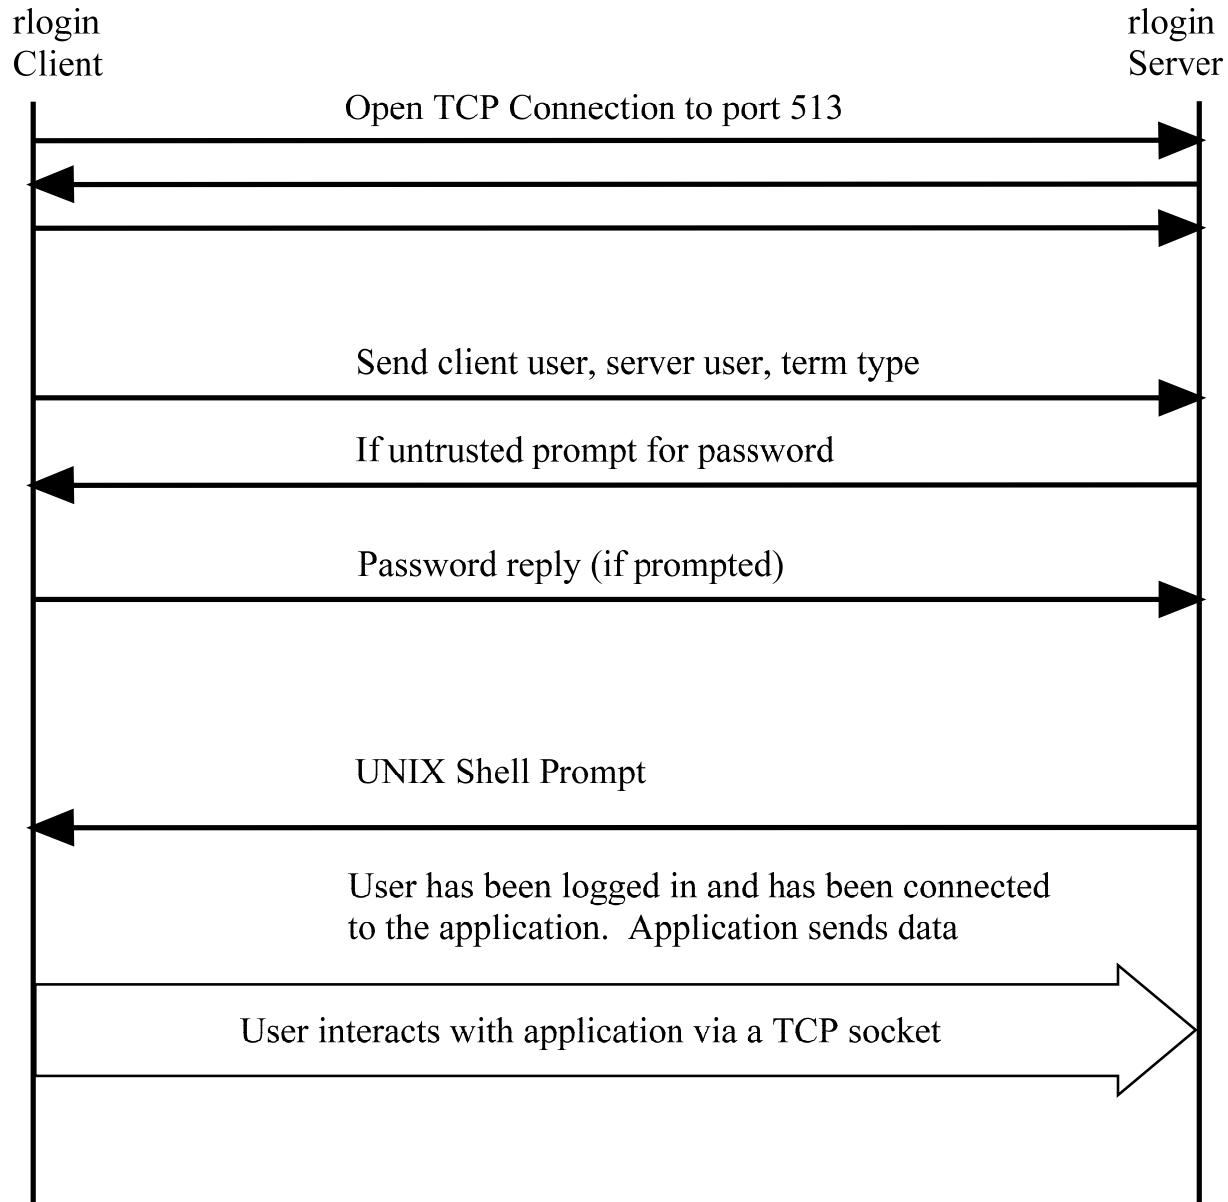 rlogin
Client
rlogin
Server
Open TCP Connection to port 513
Send client user, server user, term type
If untrusted prompt for password
Password reply (if prompted)
UNIX Shell Prompt
User has been logged in and has been connected
to the application.  Application sends data
User interacts with application via a TCP socket